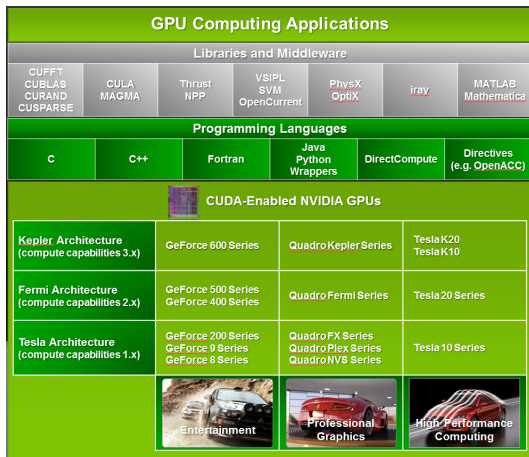 GPU Computing Applications
Libraries and Middleware
CUFFT
CUBLAS
CURAND
CUSPARSE
CULA
MAGMA
Thrust
NPP
VSIPL
SVM
OpenCurrent
PhysX
OptiX
iray
MATLAB
Mathematica
Programming Languages
C
C++
Fortran
Java
Python
Wrappers
DirectCompute
Directives
(e.g. OpenACC)
CUDA-Enabled NVIDIA GPUs
Kepler Architecture
(compute capabilities 3.x)
GeForce 600 Series
Quadro Kepler Series
Tesla K20
Tesla K10
Fermi Architecture
(compute capabilities 2.x)
GeForce 500 Series
GeForce 400 Series
Quadro Fermi Series
Tesla 20 Series
Tesla Architecture
(compute capabilities 1.x)
GeForce 200 Series
GeForce 9 Series
GeForce 8 Series
Quadro FX Series
Quadro Plex Series
Quadro NVS Series
Tesla 10 Series
Entertainment
Professional
Graphics
High Performance
Computing